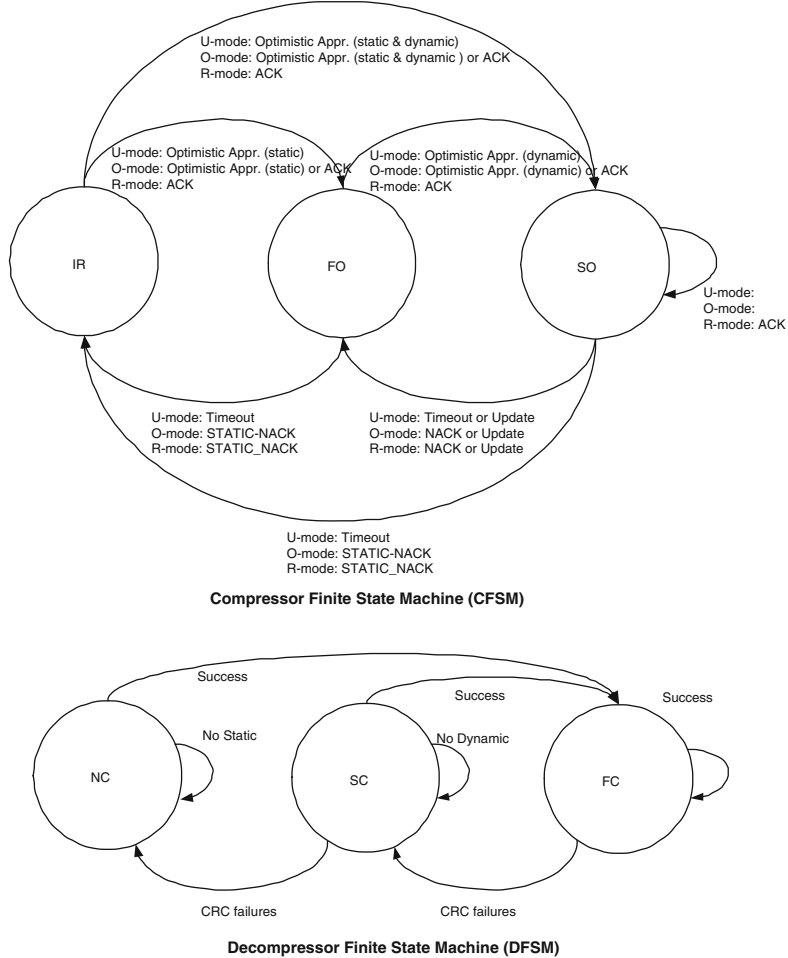 U-mode: Optimistic Appr. (static & dynamic)
O-mode: Optimistic Appr. (static & dynamic ) or ACK
R-mode: ACK
U-mode: Optimistic Appr. (static)
O-mode: Optimistic Appr. (static) or ACK
R-mode: ACK
U-mode: Optimistic Appr. (dynamic)
O-mode: Optimistic Appr. (dynamic) or ACK
R-mode: ACK
IR
FO
SO
U-mode:
O-mode:
R-mode: ACK
U-mode: Timeout
O-mode: STATIC-NACK
R-mode: STATIC_NACK
U-mode: Timeout or Update
O-mode: NACK or Update
R-mode: NACK or Update
U-mode: Timeout
O-mode: STATIC-NACK
R-mode: STATIC_NACK
Compressor Finite State Machine (CFSM)
Success
Success
Success
No Static
No Dynamic
NC
SC
FC
CRC failures
CRC failures
Decompressor Finite State Machine (DFSM)